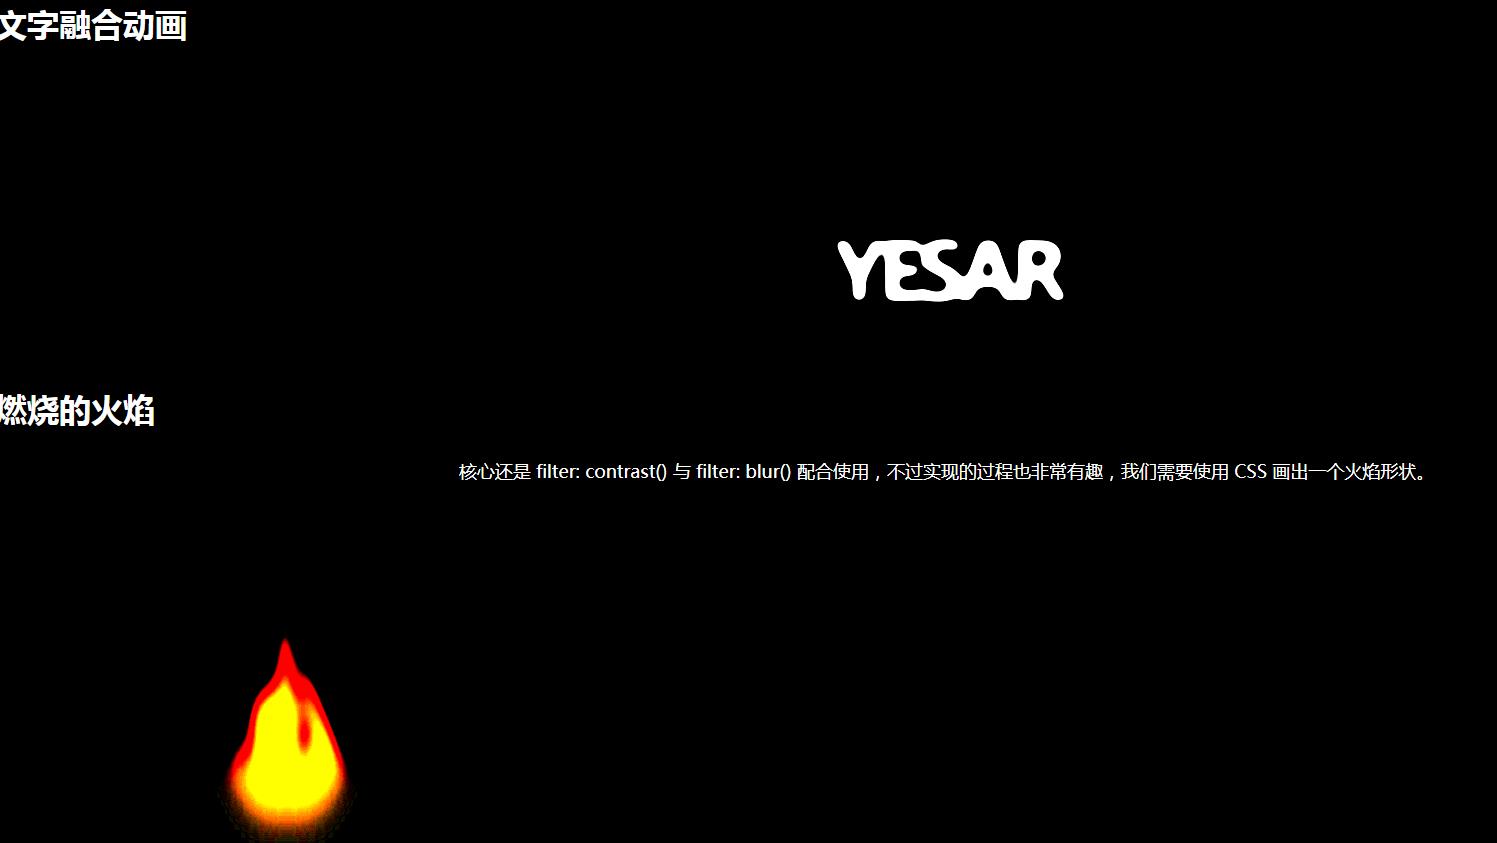 文字融合动画
YESAR
燃烧的火焰
核心还是 filter: contrast() 与 filter: blur() 配合使用，不过实现的过程也非常有趣，我们需要使用 CSS 画出一个火焰形状。